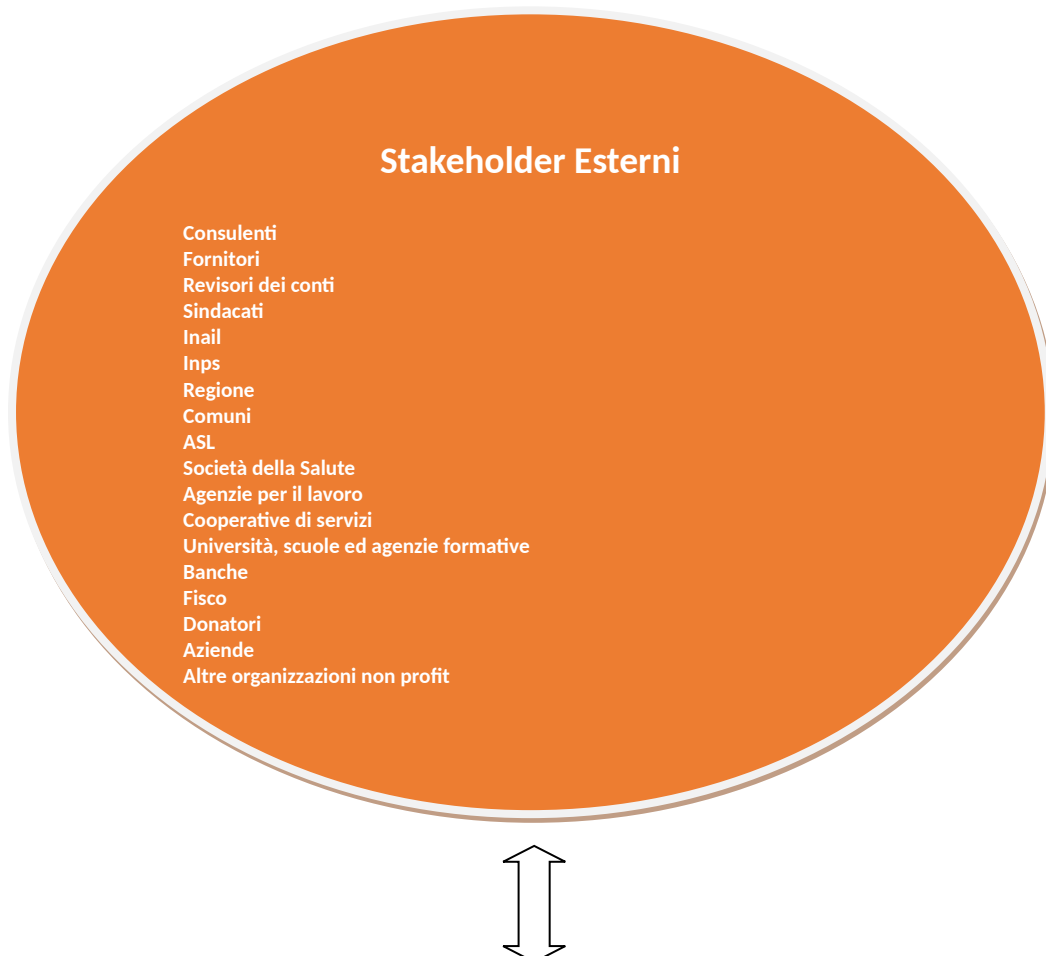 Stakeholder Esterni
Consulenti
Fornitori
Revisori dei conti
Sindacati
Inail
Inps
Regione
Comuni
ASL
Società della Salute
Agenzie per il lavoro
Cooperative di servizi
Università, scuole ed agenzie formative
Banche
Fisco
Donatori
Aziende
Altre organizzazioni non profit